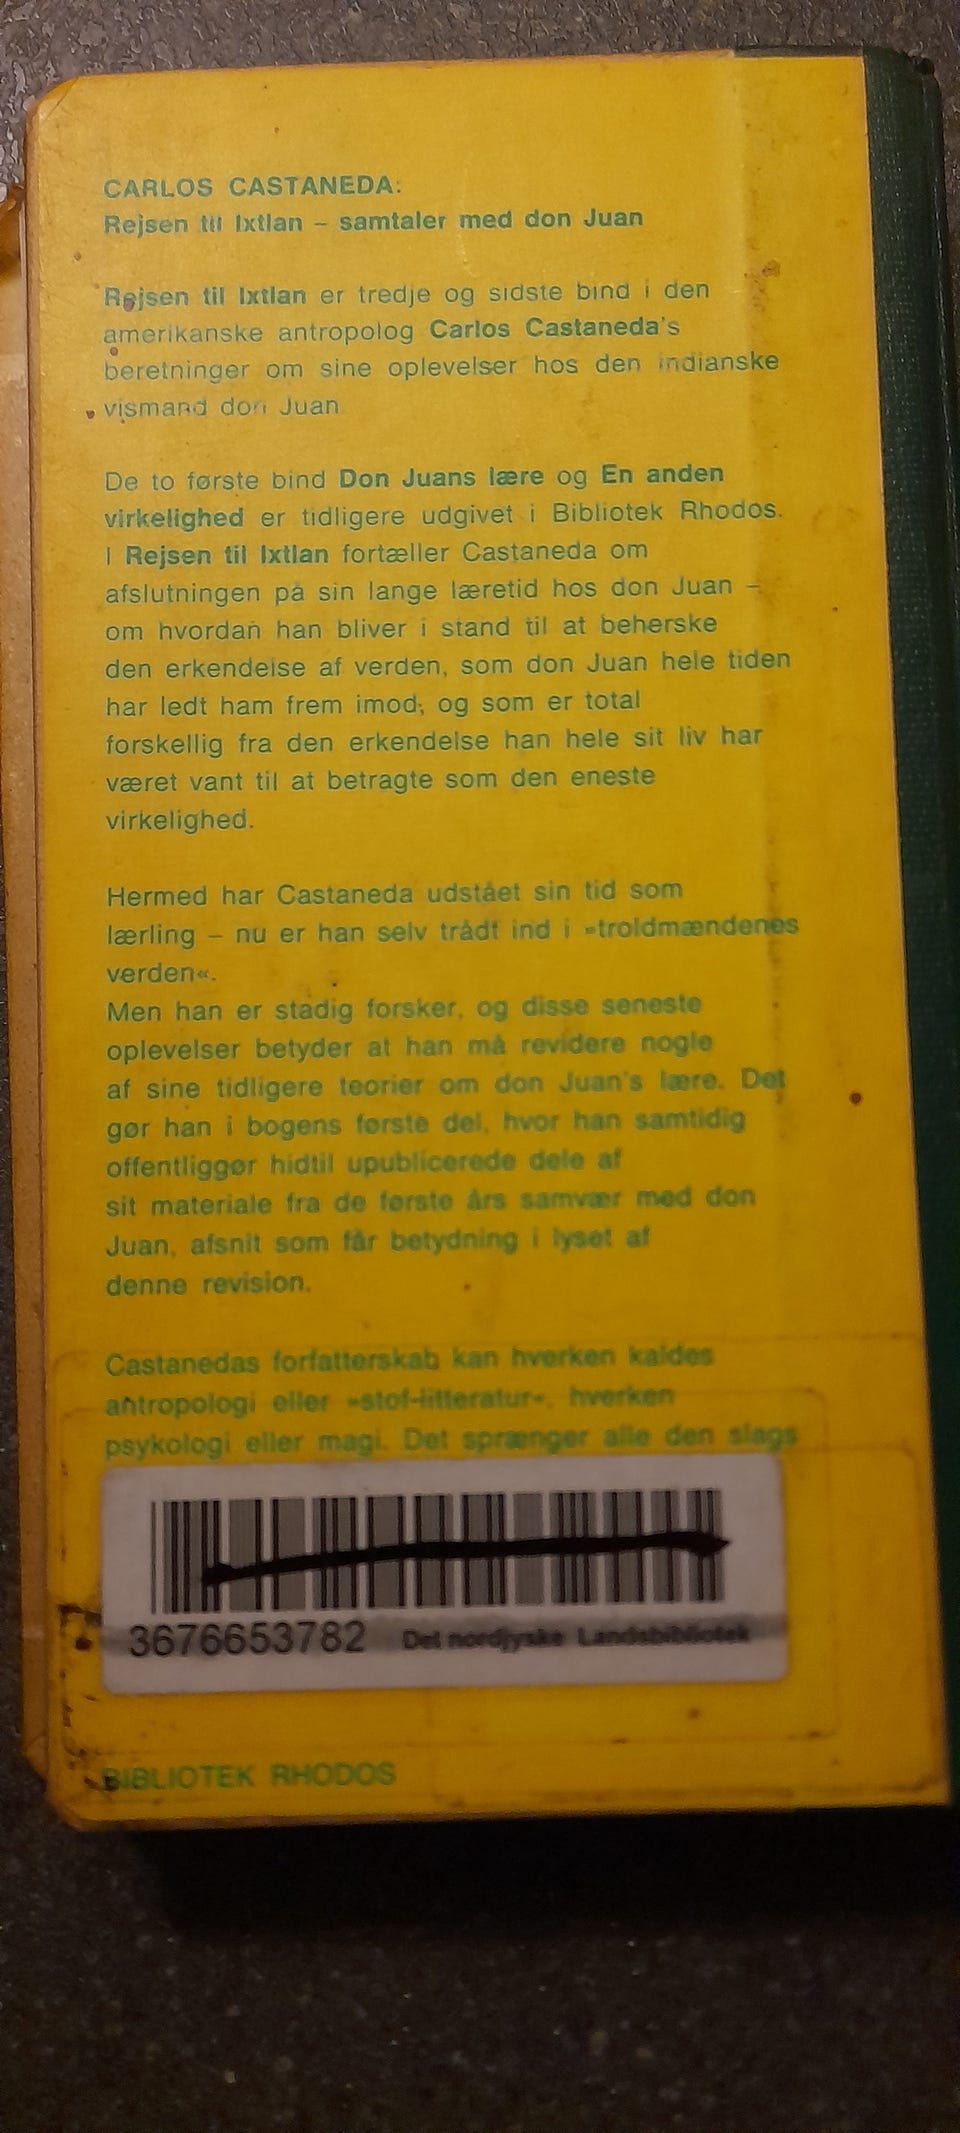 CARLOS CASTANEDA:
Rejsen til Ixtlan – samtaler med don Juan
Rejsen til Ixtlan er tredje og sidste bind i den
amerikanske antropolog Carlos Castaneda's
beretninger om sine oplevelser hos den indianske
vismand don Juan
De to første bind Don Juans lære og En anden
virkelighed er tidligere udgivet i Bibliotek Rhodos.
I Rejsen til Ixtlan fortæller Castaneda om
afslutningen på sin lange læretid hos don Juan –
om hvordan han bliver i stand til at beherske
den erkendelse af verden, som don Juan hele tiden
har ledt ham frem imod, og som er total
forskellig fra den erkendelse han hele sit liv har
været vant til at betragte som den eneste
virkelighed.
Hermed har Castaneda udstået sin tid som
lærling – nu er han selv trådt ind i »troldmændenes
verden«.
Men han er stadig forsker, og disse seneste
oplevelser betyder at han må revidere nogle
af sine tidligere teorier om don Juan's lære. Det
gør han i bogens første del, hvor han samtidig
offentliggør hidtil upublicerede dele af
sit materiale fra de første års samvær med don
Juan, afsnit som får betydning i lyset af
denne revision.
Castanedas forfatterskab kan hverken kaldes
antropologi eller »stof-litteratur«, hverken
psykologi eller magi. Det sprænger alle den slags
3676653782 Det nordjyske Landsbibliotek
BIBLIOTEK RHODOS